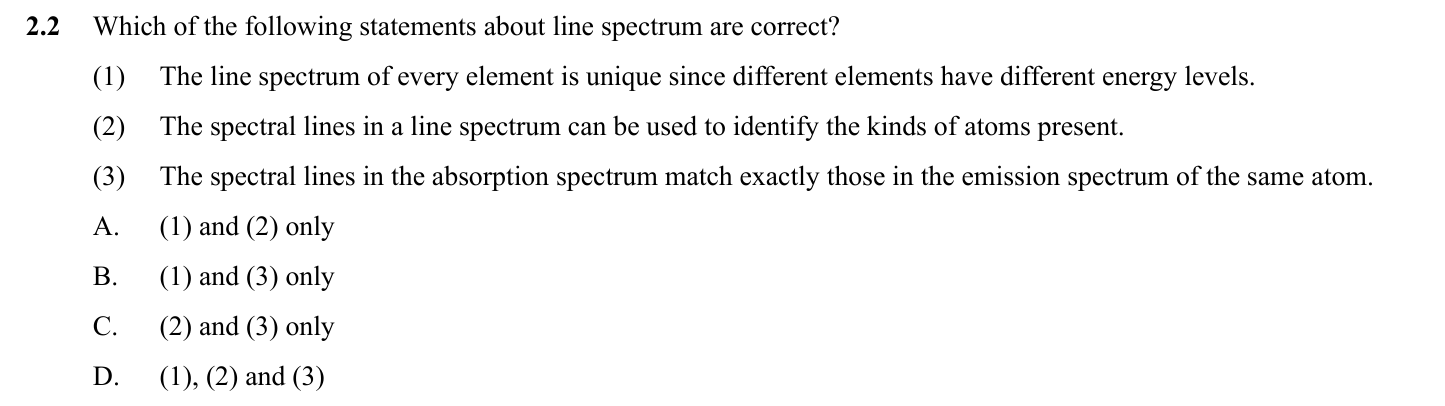 2.2 Which of the following statements about line spectrum are correct?
(1) The line spectrum of every element is unique since different elements have different energy levels.
(2) The spectral lines in a line spectrum can be used to identify the kinds of atoms present.
(3) The spectral lines in the absorption spectrum match exactly those in the emission spectrum of the same atom.
A. (1) and (2) only
B. (1) and (3) only
C. (2) and (3) only
D. (1), (2) and (3)